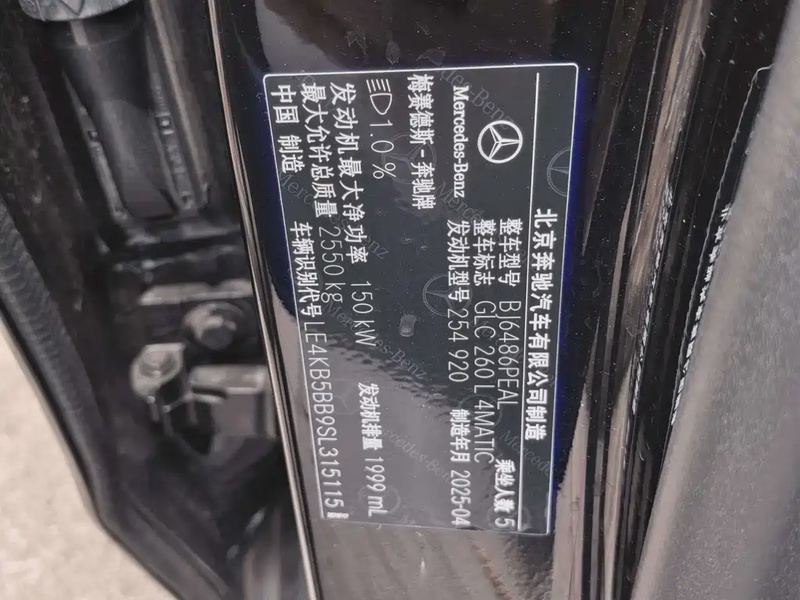 北京奔驰汽车有限公司制造
Mercedes-Benz
梅赛德斯-奔驰牌
整车型号 BJ6486PEAL 乘坐人数 5
整车标志 GLC 260 L 4MATIC
发动机型号 254 920 制造年月 2025-04
1.0 %
发动机最大净功率 150 kW 发动机排量 1999 mL
最大允许总质量 2550 kg
中国 制造 车辆识别代号 LE4KB5BB9SL315115